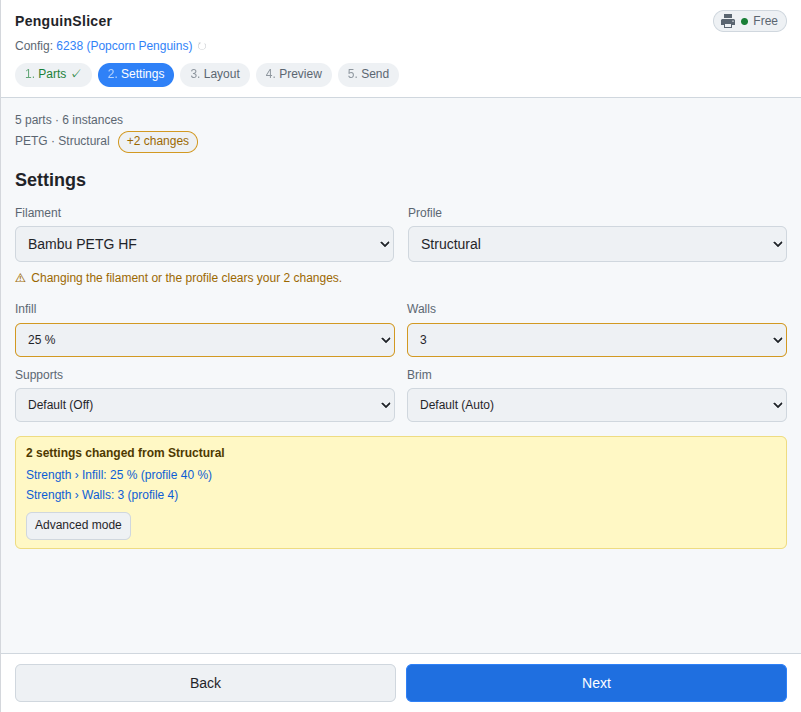 PenguinSlicer
Free
Config: 6238 (Popcorn Penguins)
1. Parts ✓
2. Settings
3. Layout
4. Preview
5. Send
5 parts · 6 instances
PETG · Structural
+2 changes
Settings
Filament
Profile
Bambu PETG HF
Structural
⚠ Changing the filament or the profile clears your 2 changes.
Infill
Walls
25 %
3
Supports
Brim
Default (Off)
Default (Auto)
2 settings changed from Structural
Strength › Infill: 25 % (profile 40 %)
Strength › Walls: 3 (profile 4)
Advanced mode
Back
Next